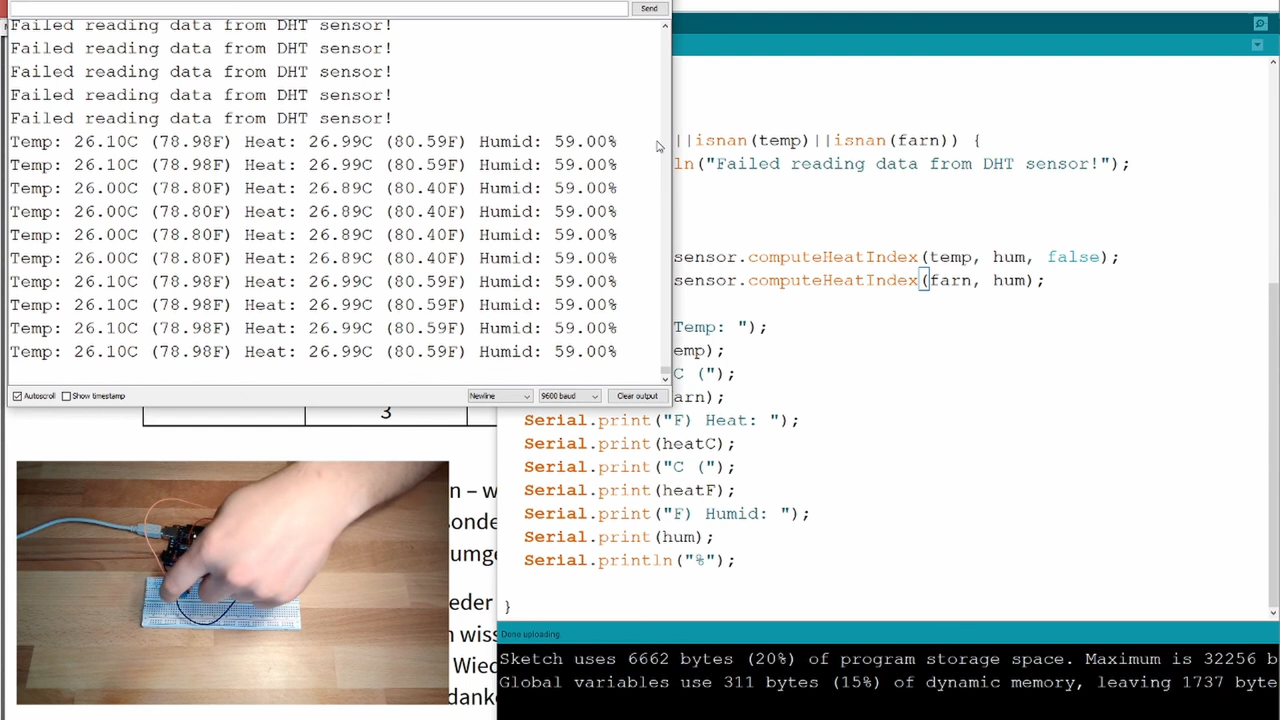 Send
Failed reading data from DHT sensor!
Failed reading data from DHT sensor!
Failed reading data from DHT sensor!
Failed reading data from DHT sensor!
Failed reading data from DHT sensor!
Temp: 26.10C (78.98F) Heat: 26.99C (80.59F) Humid: 59.00%
Temp: 26.10C (78.98F) Heat: 26.99C (80.59F) Humid: 59.00%
Temp: 26.00C (78.80F) Heat: 26.89C (80.40F) Humid: 59.00%
Temp: 26.00C (78.80F) Heat: 26.89C (80.40F) Humid: 59.00%
Temp: 26.00C (78.80F) Heat: 26.89C (80.40F) Humid: 59.00%
Temp: 26.00C (78.80F) Heat: 26.89C (80.40F) Humid: 59.00%
Temp: 26.10C (78.98F) Heat: 26.99C (80.59F) Humid: 59.00%
Temp: 26.10C (78.98F) Heat: 26.99C (80.59F) Humid: 59.00%
Temp: 26.10C (78.98F) Heat: 26.99C (80.59F) Humid: 59.00%
Temp: 26.10C (78.98F) Heat: 26.99C (80.59F) Humid: 59.00%
Autoscroll Show timestamp Newline 9600 baud Clear output
3
n – w
sonde
umge
eder
n wiss
Wied
danke
||isnan(temp)||isnan(farn)) {
ln("Failed reading data from DHT sensor!");
sensor.computeHeatIndex(temp, hum, false);
sensor.computeHeatIndex(farn, hum);
Temp: ");
emp);
C (");
arn);
Serial.print("F) Heat: ");
Serial.print(heatC);
Serial.print("C (");
Serial.print(heatF);
Serial.print("F) Humid: ");
Serial.print(hum);
Serial.println("%");
}
Done uploading
Sketch uses 6662 bytes (20%) of program storage space. Maximum is 32256 b
Global variables use 311 bytes (15%) of dynamic memory, leaving 1737 byte